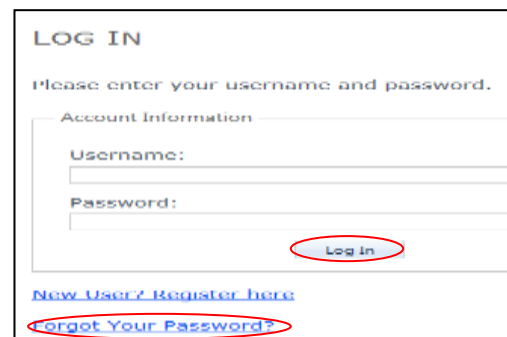 LOG IN
Please enter your username and password.
Account Information
Username:
Password:
Log In
New User? Register here
Forgot Your Password?